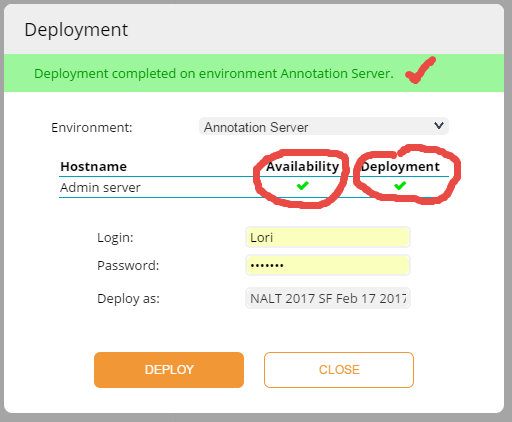 Deployment
Deployment completed on environment Annotation Server.
Environment: Annotation Server
Hostname Availability Deployment
Admin server
Login: Lori
Password: •••••••
Deploy as: NALT 2017 SF Feb 17 2017
DEPLOY CLOSE